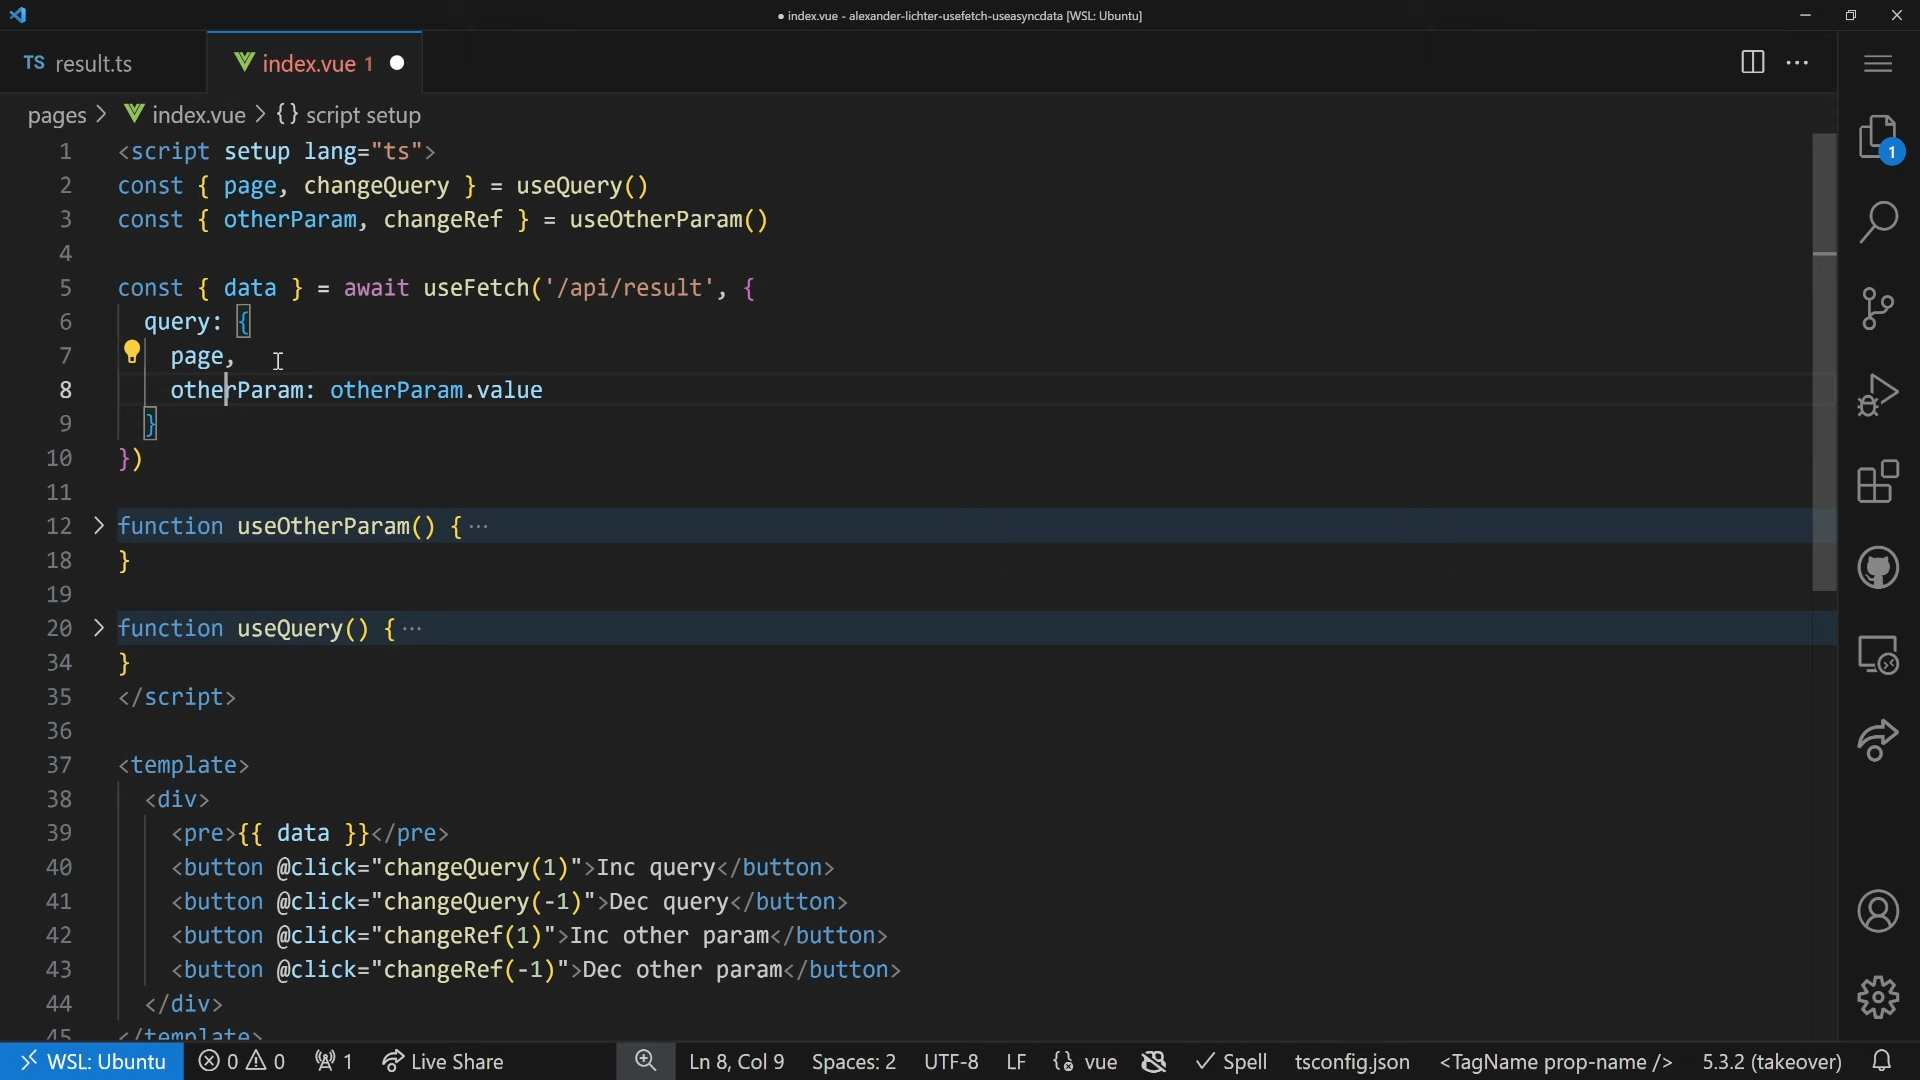 index.vue - alexander-lichter-usefetch-useasyncdata [WSL: Ubuntu]
TS result.ts
index.vue 1
pages > index.vue > {} script setup
1 <script setup lang="ts">
2 const { page, changeQuery } = useQuery()
3 const { otherParam, changeRef } = useOtherParam()
4
5 const { data } = await useFetch('/api/result', {
6 query: {
7 page,
8 otherParam: otherParam.value
9 }
10 })
11
12 function useOtherParam() { ···
18 }
19
20 function useQuery() { ···
34 }
35 </script>
36
37 <template>
38 <div>
39 <pre>{{ data }}</pre>
40 <button @click="changeQuery(1)">Inc query</button>
41 <button @click="changeQuery(-1)">Dec query</button>
42 <button @click="changeRef(1)">Inc other param</button>
43 <button @click="changeRef(-1)">Dec other param</button>
44 </div>
45 </template>
1
WSL: Ubuntu 0 0 1 Live Share Ln 8, Col 9 Spaces: 2 UTF-8 LF {} vue Spell tsconfig.json <TagName prop-name /> 5.3.2 (takeover)